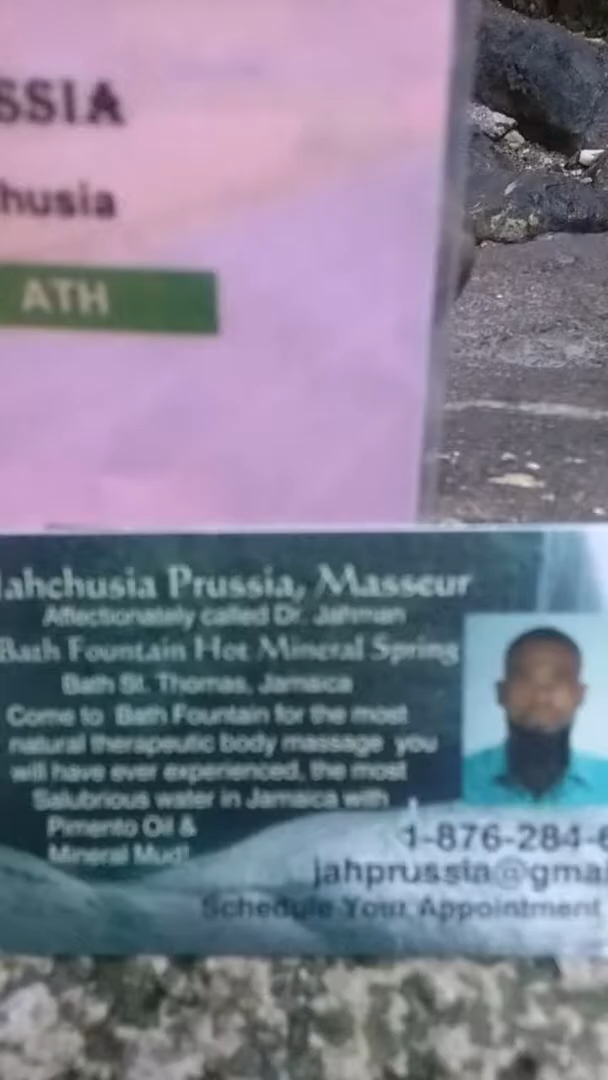 SSIA
husia
ATH
ahchusia Prussia, Masseur
Affectionately called Dr. Jahman
Bath Fountain Hot Mineral Spring
Bath St. Thomas, Jamaica
Come to Bath Fountain for the most
natural therapeutic body massage you
will have ever experienced, the most
Salubrious water in Jamaica with
Pimento Oil &
Mineral Mud!
1-876-284-6
jahprussia@gmai
Schedule Your Appointment